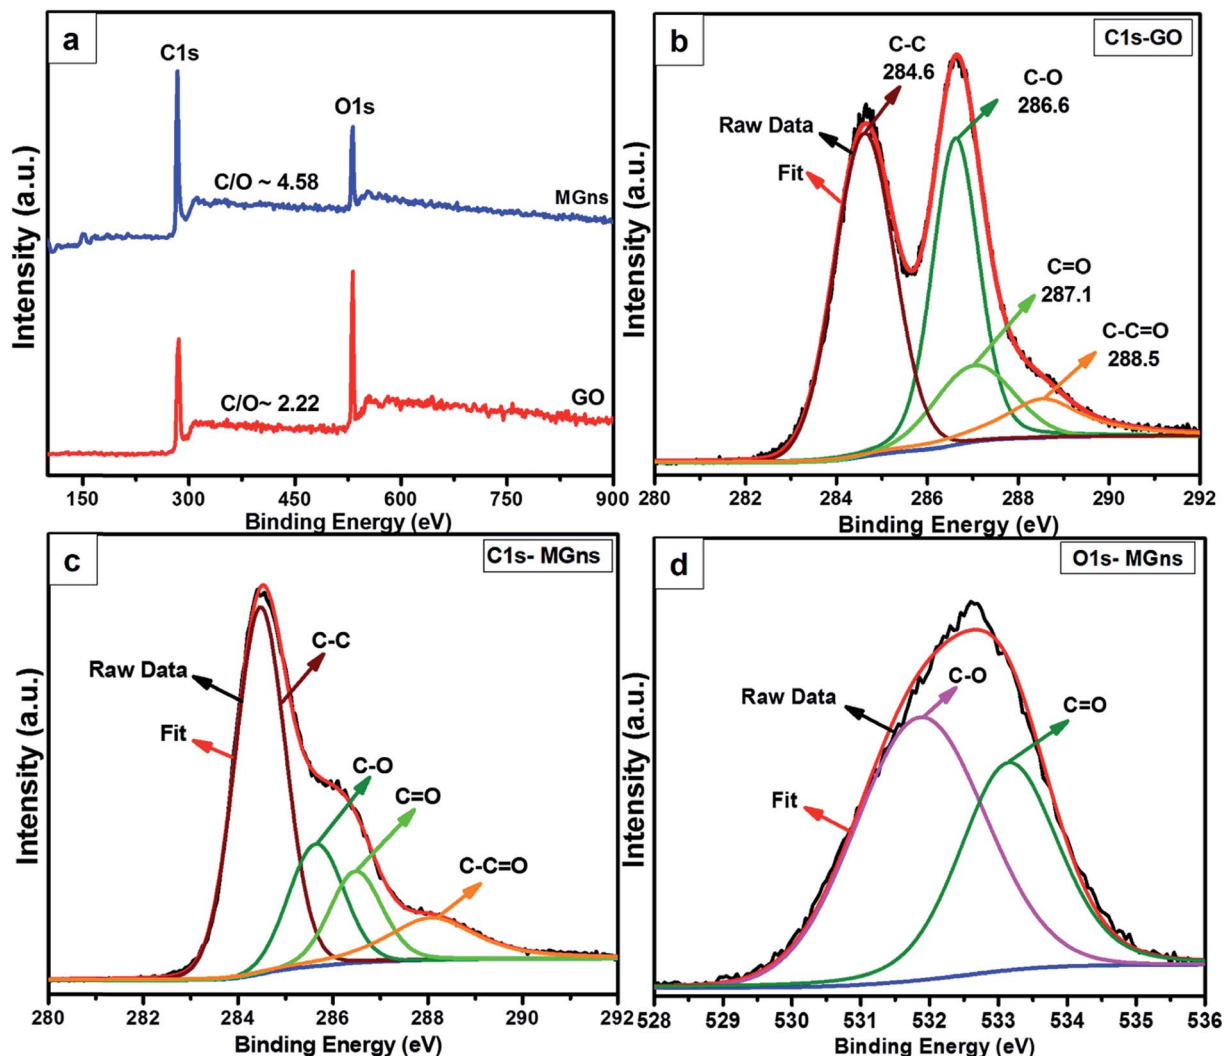 a
C1s
O1s
C/O ~ 4.58
MGns
C/O~ 2.22
GO
Intensity (a.u.)
150 300 450 600 750 900
Binding Energy (eV)
b
C1s-GO
C-C
284.6
C-O
286.6
Raw Data
Fit
C=O
287.1
C-C=O
288.5
Intensity (a.u.)
280 282 284 286 288 290 292
Binding Energy (eV)
c
C1s- MGns
C-C
Raw Data
Fit
C-O
C=O
C-C=O
Intensity (a.u.)
280 282 284 286 288 290 292
Binding Energy (eV)
d
O1s- MGns
C-O
Raw Data
C=O
Fit
Intensity (a.u.)
528 529 530 531 532 533 534 535 536
Binding Energy (eV)